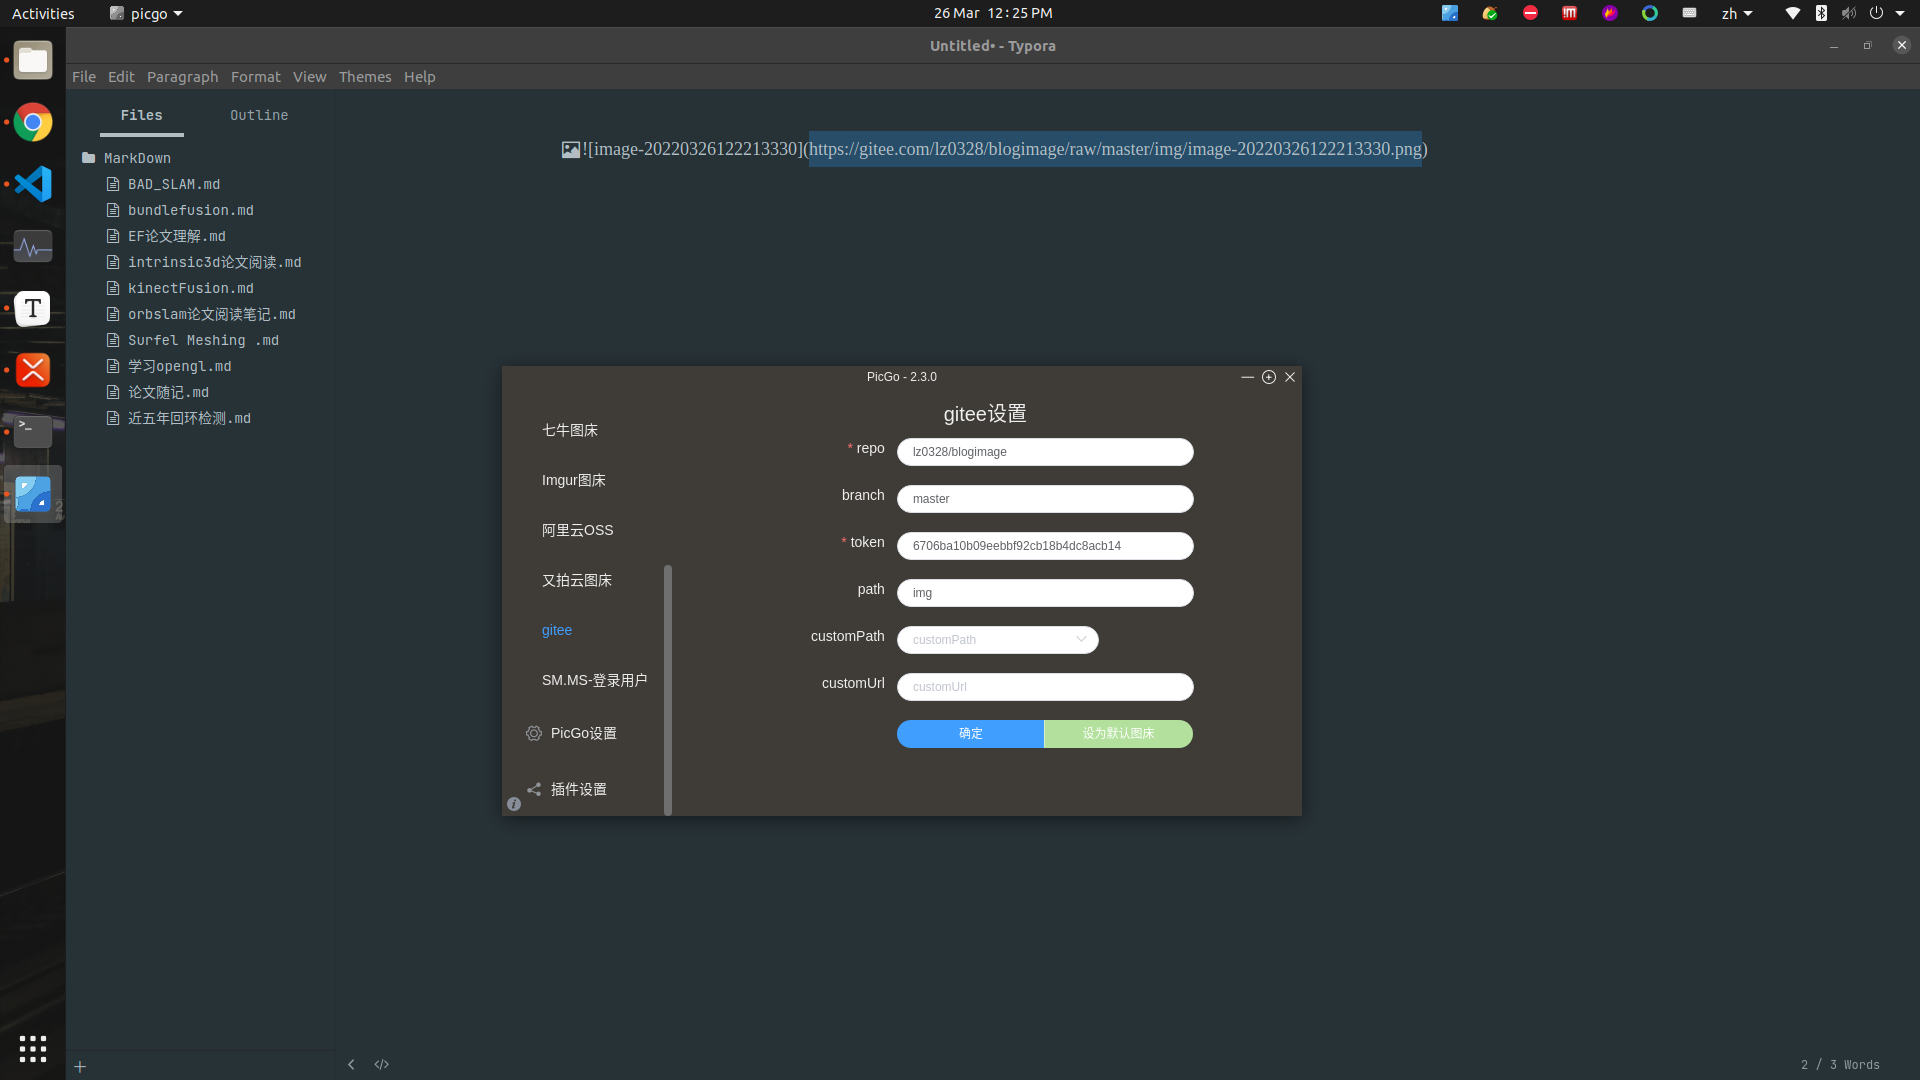 Activities
picgo
26 Mar 12:25 PM
zh
Untitled• - Typora
File Edit Paragraph Format View Themes Help
Files
Outline
MarkDown
BAD_SLAM.md
bundlefusion.md
EF论文理解.md
intrinsic3d论文阅读.md
kinectFusion.md
orbslam论文阅读笔记.md
Surfel Meshing .md
学习opengl.md
论文随记.md
近五年回环检测.md
![image-20220326122213330](https://gitee.com/lz0328/blogimage/raw/master/img/image-20220326122213330.png)
PicGo - 2.3.0
七牛图床
Imgur图床
阿里云OSS
又拍云图床
gitee
SM.MS-登录用户
PicGo设置
插件设置
gitee设置
* repo
lz0328/blogimage
branch
master
* token
6706ba10b09eebbf92cb18b4dc8acb14
path
img
customPath
customPath
customUrl
customUrl
确定
设为默认图床
2 / 3 Words